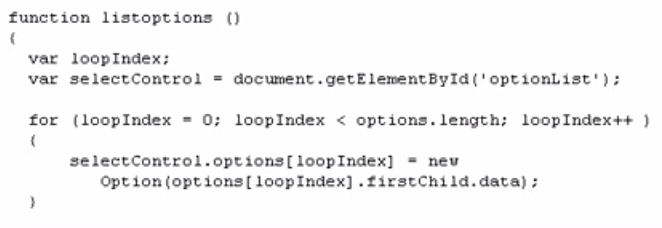 function listoptions ()
{
var loopIndex;
var selectControl = document.getElementById('optionList');
for (loopIndex = 0; loopIndex < options.length; loopIndex++ )
{
selectControl.options[loopIndex] = new
Option(options[loopIndex].firstChild.data);
}